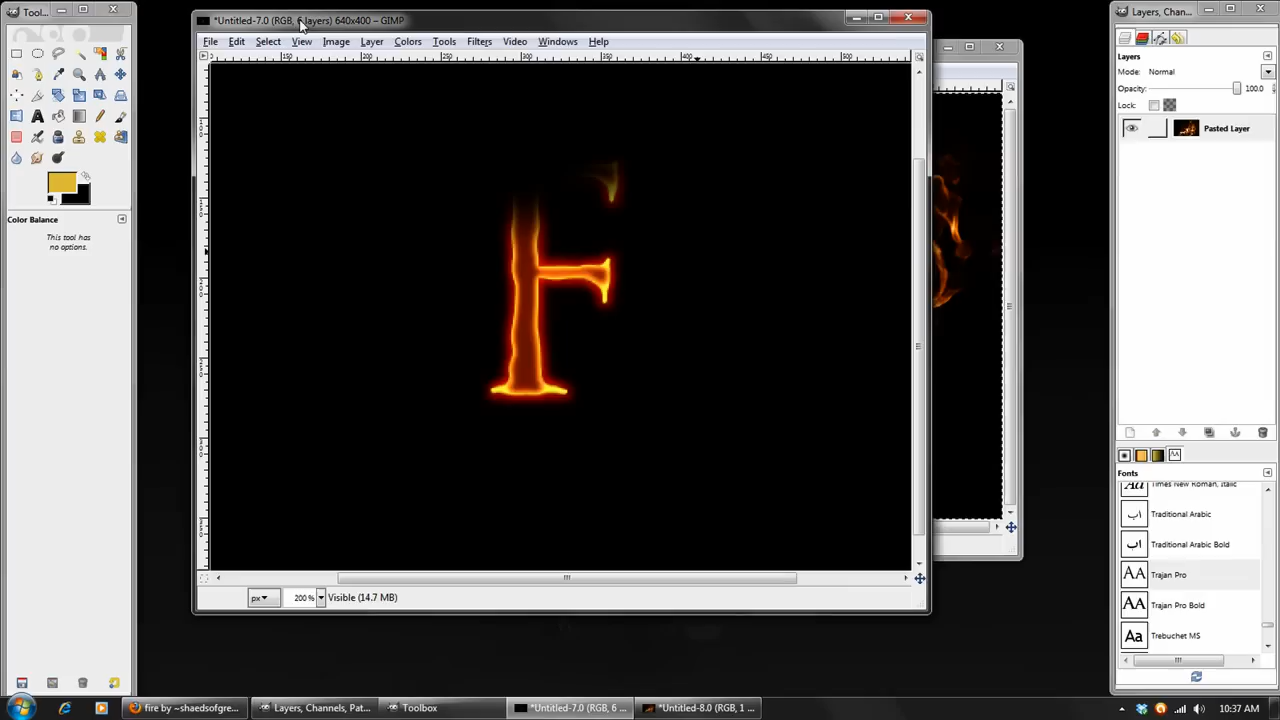 Tool...
*Untitled-7.0 (RGB, 6 layers) 640x400 – GIMP
Layers, Chan...
File Edit Select View Image Layer Colors Tools Filters Video Windows Help
Layers
Mode: Normal
Opacity: 100.0
Lock:
Pasted Layer
Color Balance
This tool has
no options.
F
Fonts
Times New Roman, Italic
Traditional Arabic
Traditional Arabic Bold
Trajan Pro
Trajan Pro Bold
Trebuchet MS
px 200 % Visible (14.7 MB)
fire by ~shaedsofgre...
Layers, Channels, Pat...
Toolbox
*Untitled-7.0 (RGB, 6 ...
*Untitled-8.0 (RGB, 1 ...
10:37 AM